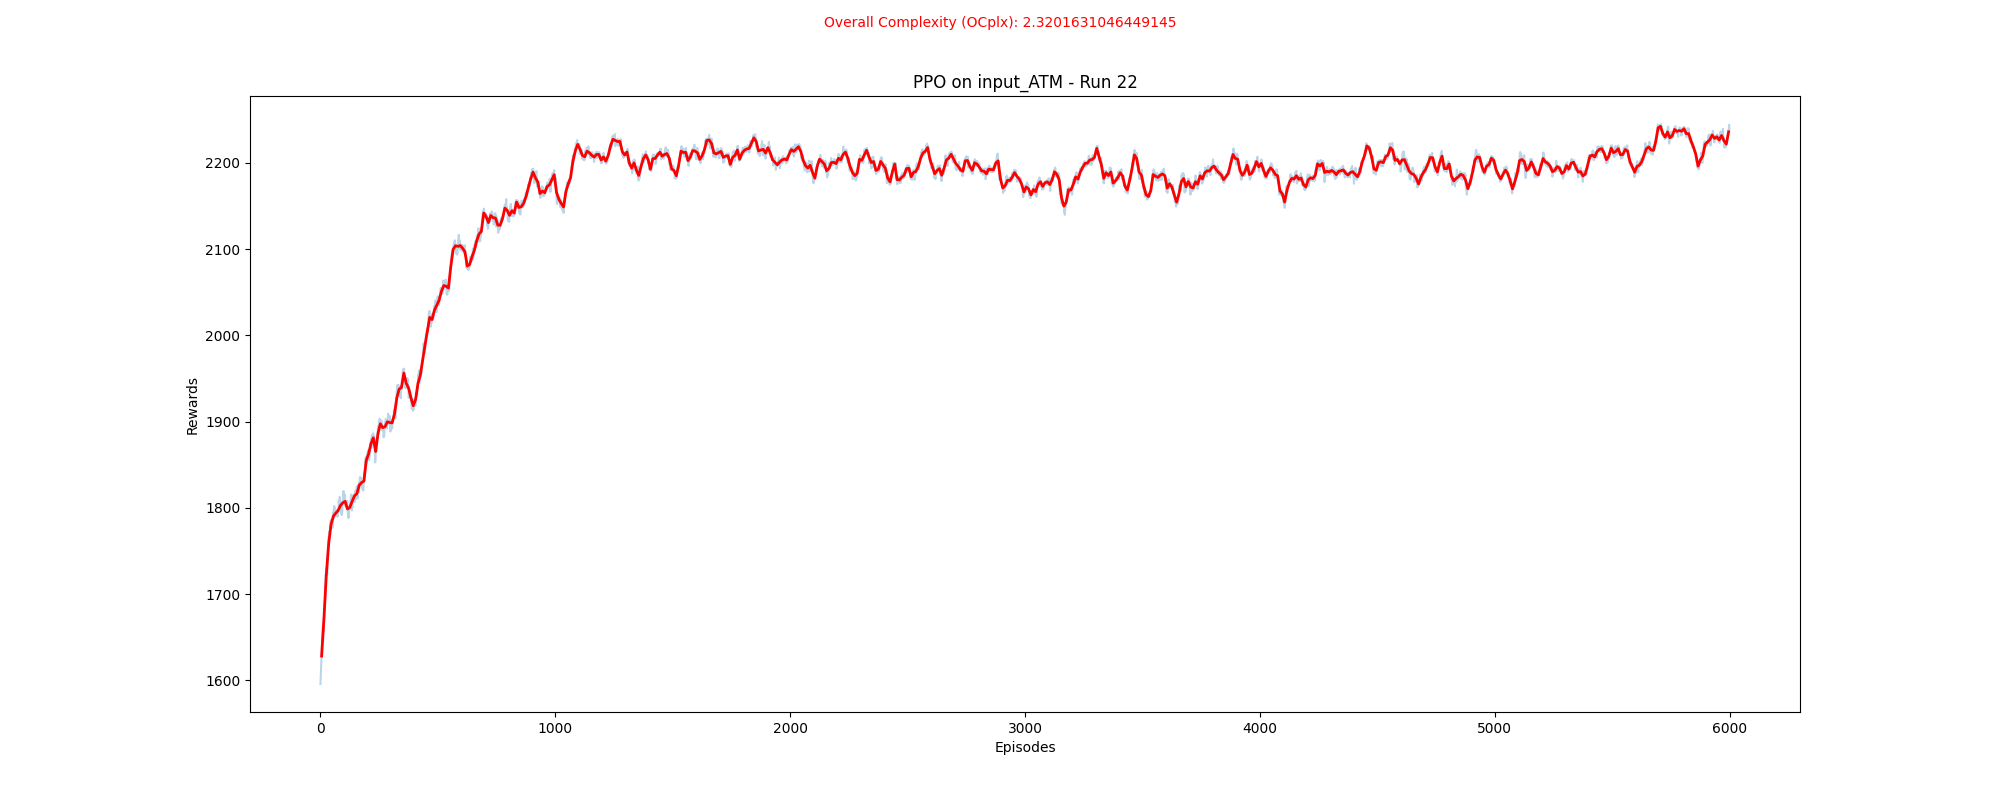 Overall Complexity (OCplx): 2.3201631046449145
PPO on input_ATM - Run 22
2200
2100
2000
1900
1800
1700
1600
Rewards
0 1000 2000 3000 4000 5000 6000
Episodes